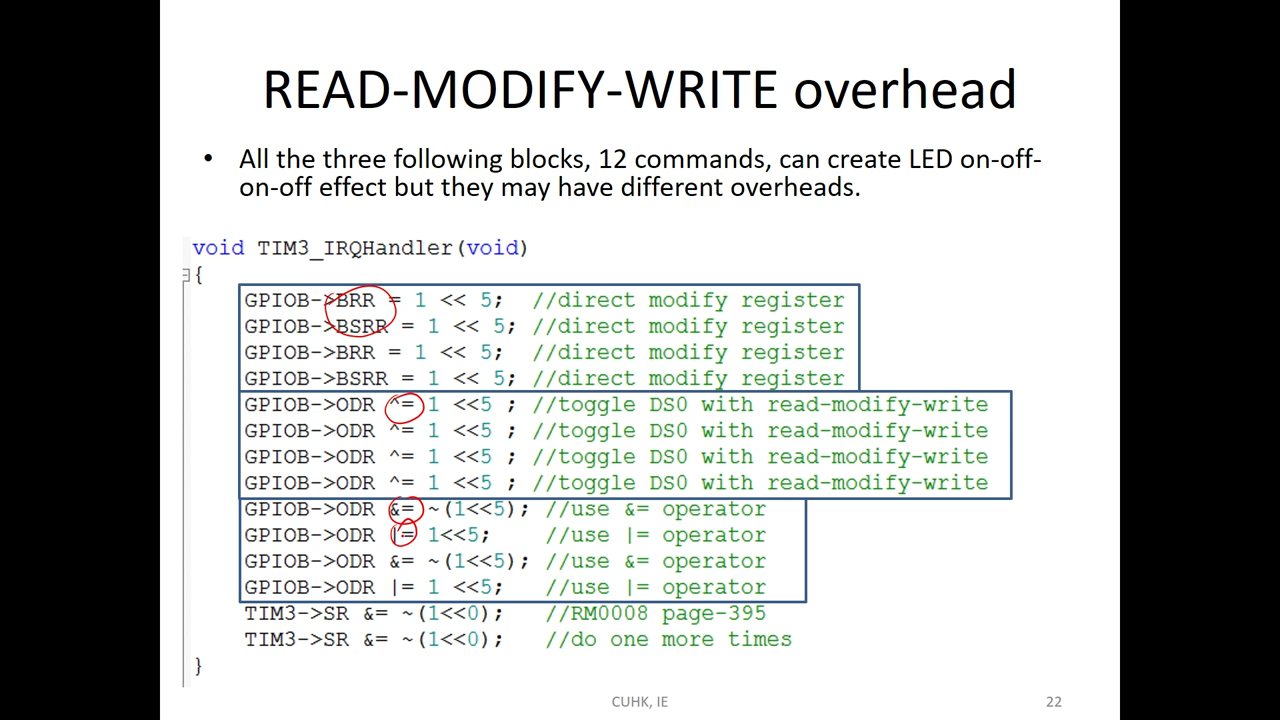 READ-MODIFY-WRITE overhead
• All the three following blocks, 12 commands, can create LED on-off-
on-off effect but they may have different overheads.
void TIM3_IRQHandler(void)
{
GPIOB->BRR = 1 << 5; //direct modify register
GPIOB->BSRR = 1 << 5; //direct modify register
GPIOB->BRR = 1 << 5; //direct modify register
GPIOB->BSRR = 1 << 5; //direct modify register
GPIOB->ODR ^= 1 <<5 ; //toggle DS0 with read-modify-write
GPIOB->ODR ^= 1 <<5 ; //toggle DS0 with read-modify-write
GPIOB->ODR ^= 1 <<5 ; //toggle DS0 with read-modify-write
GPIOB->ODR ^= 1 <<5 ; //toggle DS0 with read-modify-write
GPIOB->ODR &= ~(1<<5); //use &= operator
GPIOB->ODR |= 1<<5; //use |= operator
GPIOB->ODR &= ~(1<<5); //use &= operator
GPIOB->ODR |= 1 <<5; //use |= operator
TIM3->SR &= ~(1<<0); //RM0008 page-395
TIM3->SR &= ~(1<<0); //do one more times
}
CUHK, IE
22